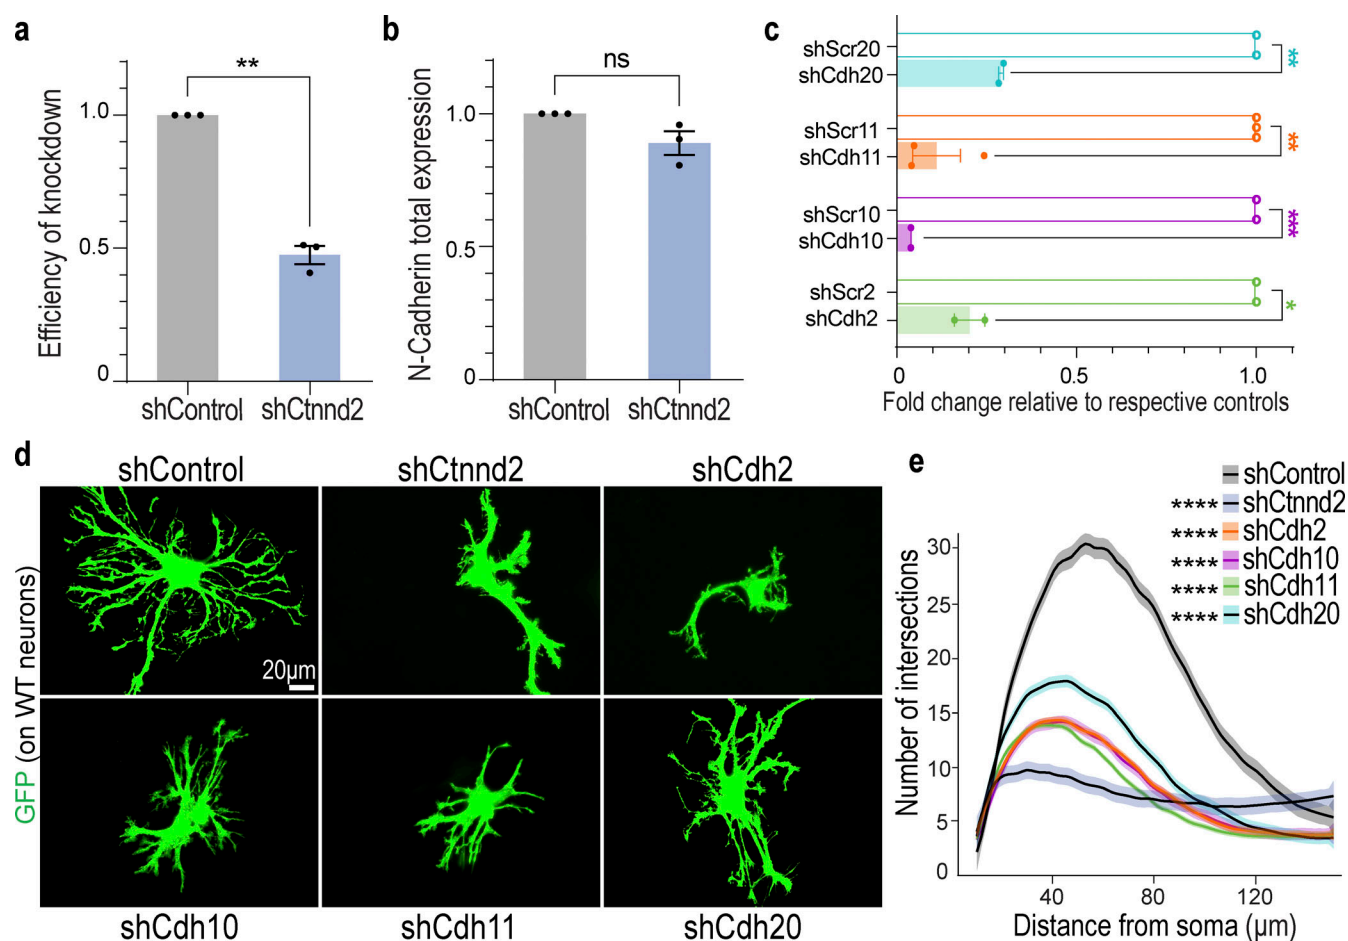 a
**
Efficiency of knockdown
1.0
0.5
0
shControl
shCtnnd2
b
ns
N-Cadherin total expression
1.0
0.5
0
shControl
shCtnnd2
c
shScr20
shCdh20
**
shScr11
shCdh11
**
shScr10
shCdh10
***
shScr2
shCdh2
*
0
0.5
1.0
Fold change relative to respective controls
d
shControl
shCtnnd2
shCdh2
GFP (on WT neurons)
20µm
shCdh10
shCdh11
shCdh20
e
shControl
**** shCtnnd2
**** shCdh2
**** shCdh10
**** shCdh11
**** shCdh20
Number of intersections
30
25
20
15
10
5
0
40
80
120
Distance from soma (µm)